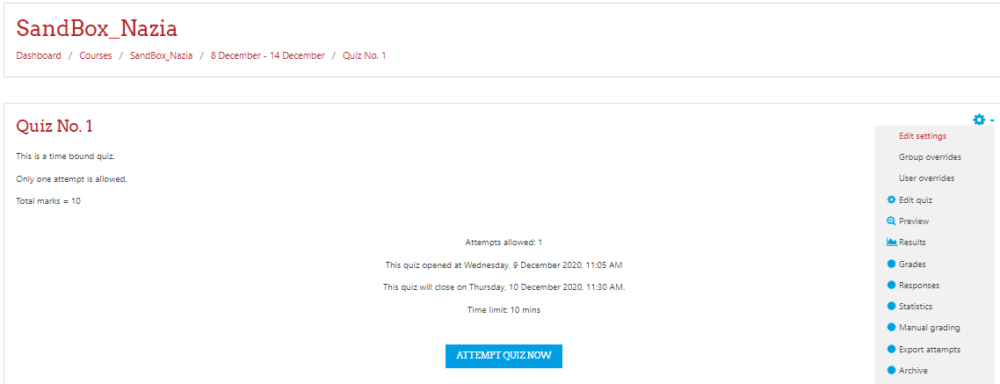 SandBox_Nazia
Dashboard / Courses / SandBox_Nazia / 8 December - 14 December / Quiz No. 1
Quiz No. 1
This is a time bound quiz.
Only one attempt is allowed.
Total marks = 10
Attempts allowed: 1
This quiz opened at Wednesday, 9 December 2020, 11:05 AM
This quiz will close on Thursday, 10 December 2020, 11:30 AM.
Time limit: 10 mins
ATTEMPT QUIZ NOW
Edit settings
Group overrides
User overrides
Edit quiz
Preview
Results
Grades
Responses
Statistics
Manual grading
Export attempts
Archive